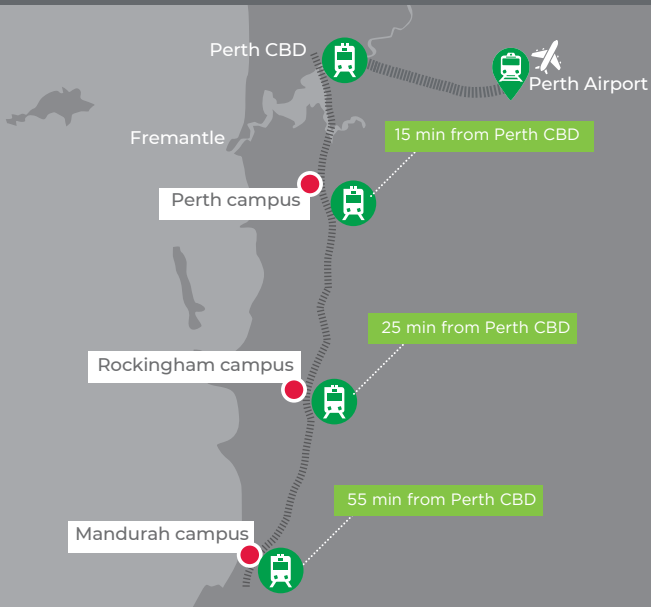 Perth CBD
Perth Airport
Fremantle
15 min from Perth CBD
Perth campus
25 min from Perth CBD
Rockingham campus
55 min from Perth CBD
Mandurah campus